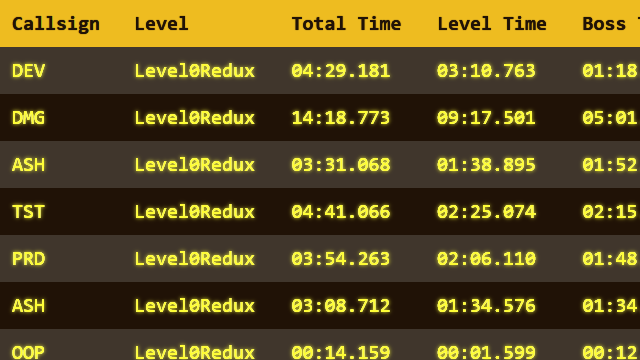 Callsign Level Total Time Level Time Boss
DEV Level0Redux 04:29.181 03:10.763 01:18
DMG Level0Redux 14:18.773 09:17.501 05:01
ASH Level0Redux 03:31.068 01:38.895 01:52
TST Level0Redux 04:41.066 02:25.074 02:15
PRD Level0Redux 03:54.263 02:06.110 01:48
ASH Level0Redux 03:08.712 01:34.576 01:34
OOP Level0Redux 00:14.159 00:01.599 00:12